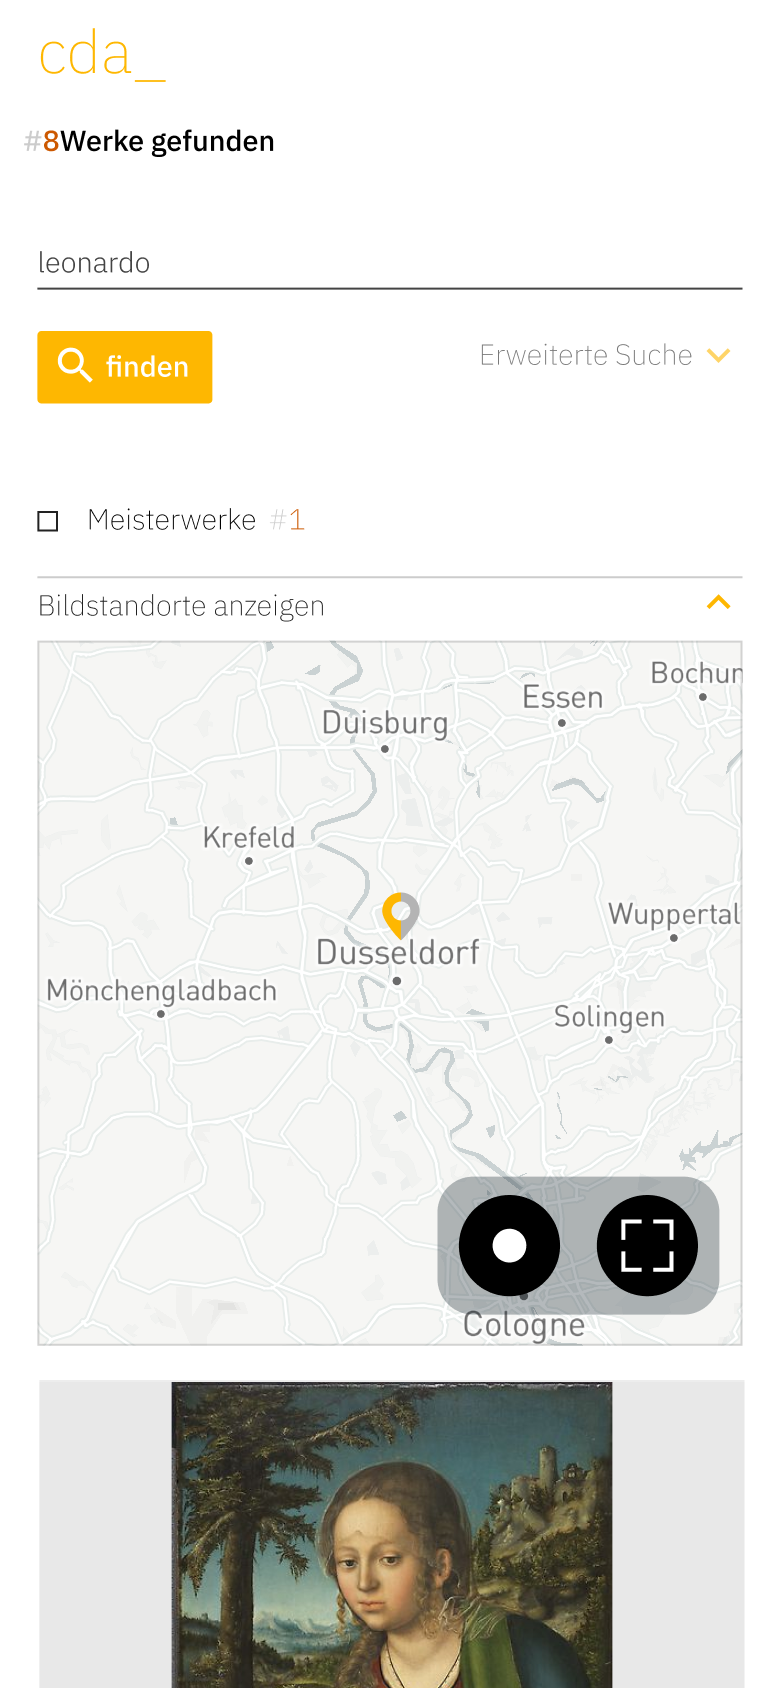 cda_
#8Werke gefunden
leonardo
finden
Erweiterte Suche
Meisterwerke #1
Bildstandorte anzeigen
Bochum
Essen
Duisburg
Krefeld
Wuppertal
Dusseldorf
Mönchengladbach
Solingen
Cologne